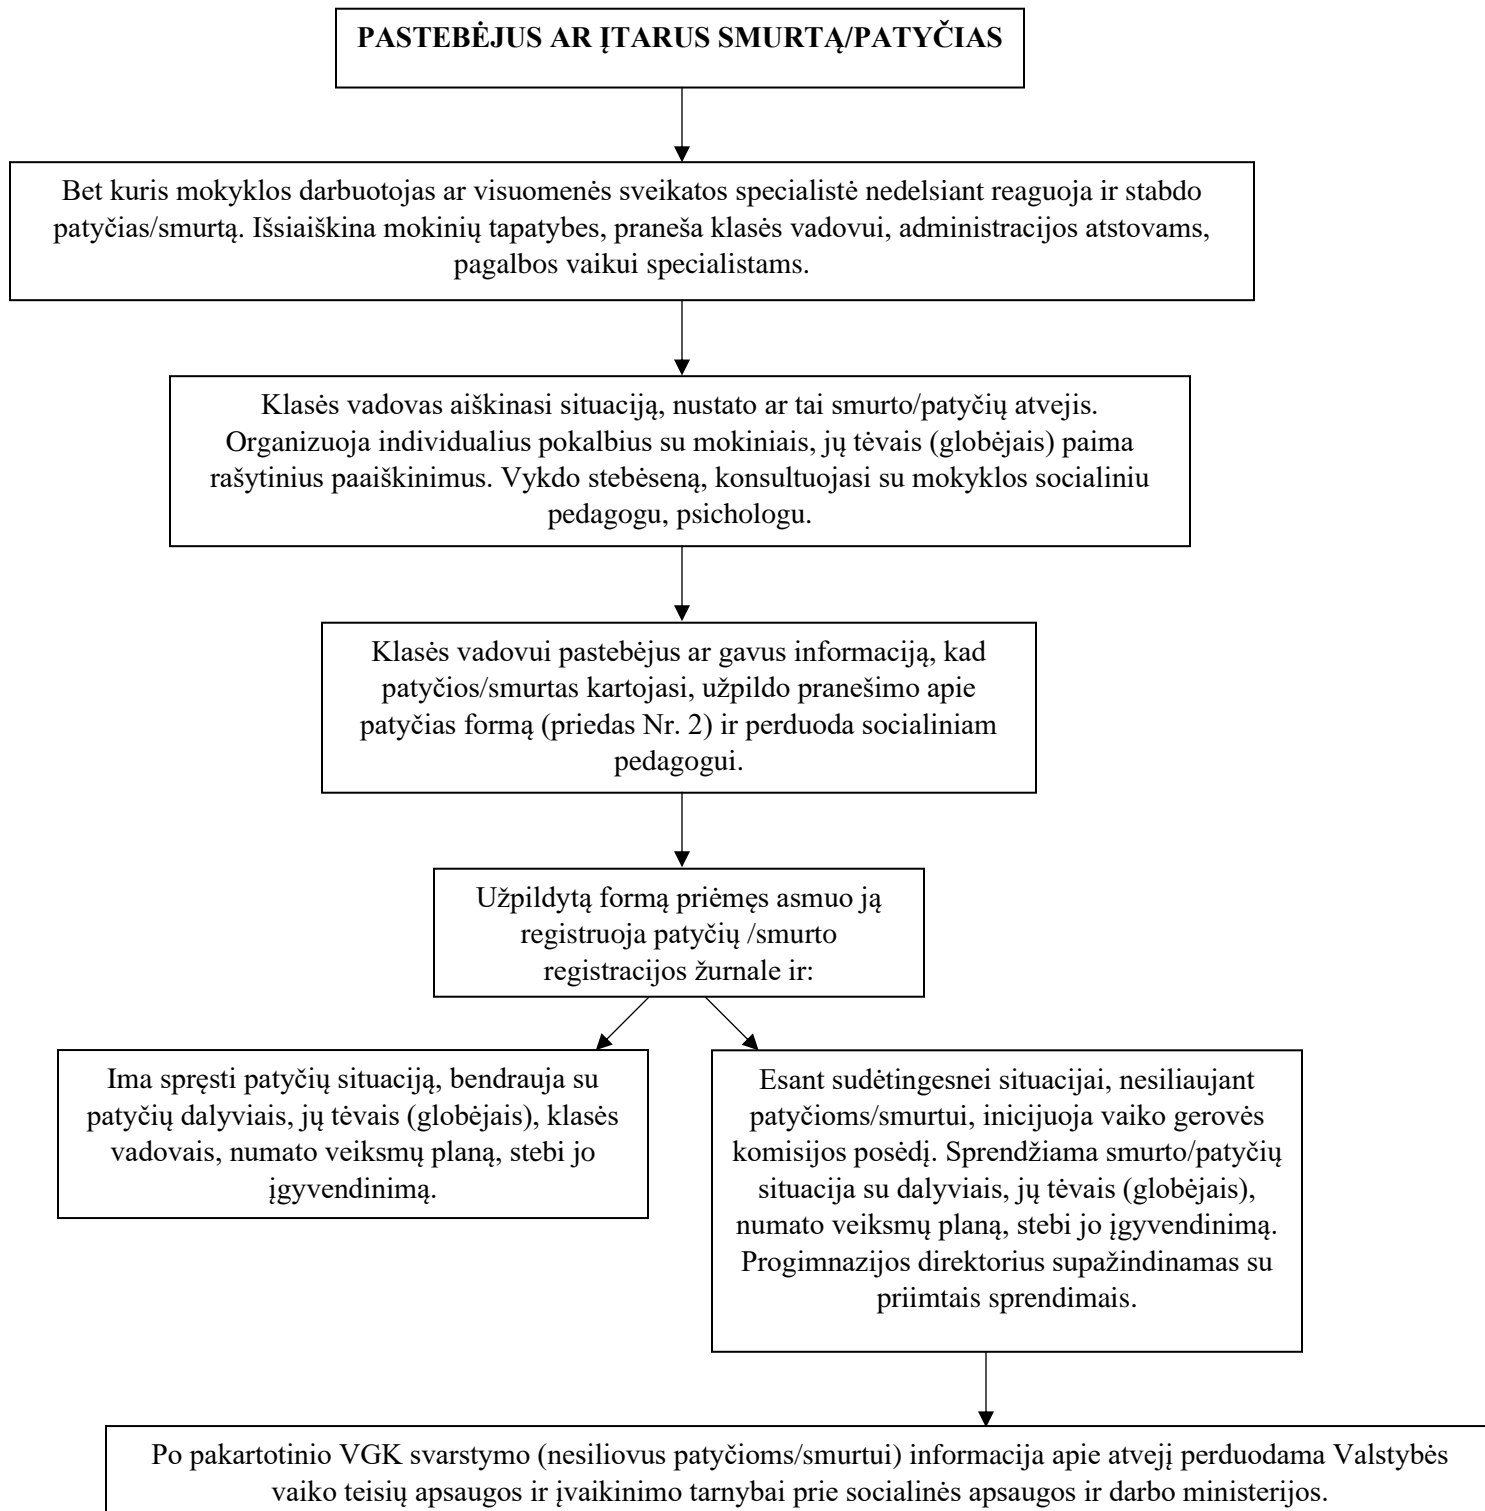 PASTEBĖJUS AR ĮTARUS SMURTĄ/PATYČIAS
Bet kuris mokyklos darbuotojas ar visuomenės sveikatos specialistė nedelsiant reaguoja ir stabdo
patyčias/smurtą. Išsiaiškina mokinių tapatybes, praneša klasės vadovui, administracijos atstovams,
pagalbos vaikui specialistams.
Klasės vadovas aiškinasi situaciją, nustato ar tai smurto/patyčių atvejis.
Organizuoja individualius pokalbius su mokiniais, jų tėvais (globėjais) paima
rašytinius paaiškinimus. Vykdo stebėseną, konsultuojasi su mokyklos socialiniu
pedagogu, psichologu.
Klasės vadovui pastebėjus ar gavus informaciją, kad
patyčios/smurtas kartojasi, užpildo pranešimo apie
patyčias formą (priedas Nr. 2) ir perduoda socialiniam
pedagogui.
Užpildytą formą priėmęs asmuo ją
registruoja patyčių /smurto
registracijos žurnale ir:
Ima spręsti patyčių situaciją, bendrauja su
patyčių dalyviais, jų tėvais (globėjais), klasės
vadovais, numato veiksmų planą, stebi jo
įgyvendinimą.
Esant sudėtingesnei situacijai, nesiliaujant
patyčioms/smurtui, inicijuoja vaiko gerovės
komisijos posėdį. Sprendžiama smurto/patyčių
situacija su dalyviais, jų tėvais (globėjais),
numato veiksmų planą, stebi jo įgyvendinimą.
Progimnazijos direktorius supažindinamas su
priimtais sprendimais.
Po pakartotinio VGK svarstymo (nesiliovus patyčioms/smurtui) informacija apie atvejį perduodama Valstybės
vaiko teisių apsaugos ir įvaikinimo tarnybai prie socialinės apsaugos ir darbo ministerijos.